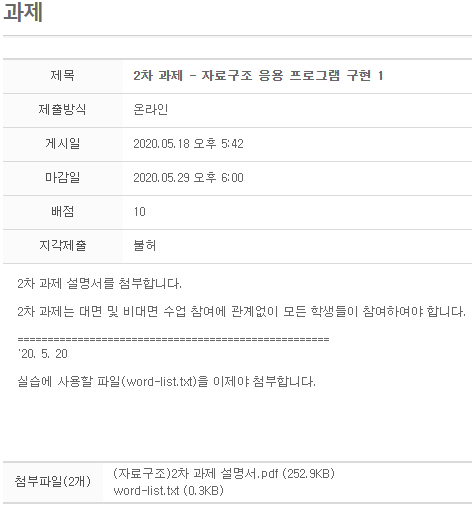 과제
제목 2차 과제 - 자료구조 응용 프로그램 구현 1
제출방식 온라인
게시일 2020.05.18 오후 5:42
마감일 2020.05.29 오후 6:00
배점 10
지각제출 불허
2차 과제 설명서를 첨부합니다.
2차 과제는 대면 및 비대면 수업 참여에 관계없이 모든 학생들이 참여하여야 합니다.
====================================================
'20. 5. 20
실습에 사용할 파일(word-list.txt)을 이제야 첨부합니다.
첨부파일(2개) (자료구조)2차 과제 설명서.pdf (252.9KB)
word-list.txt (0.3KB)